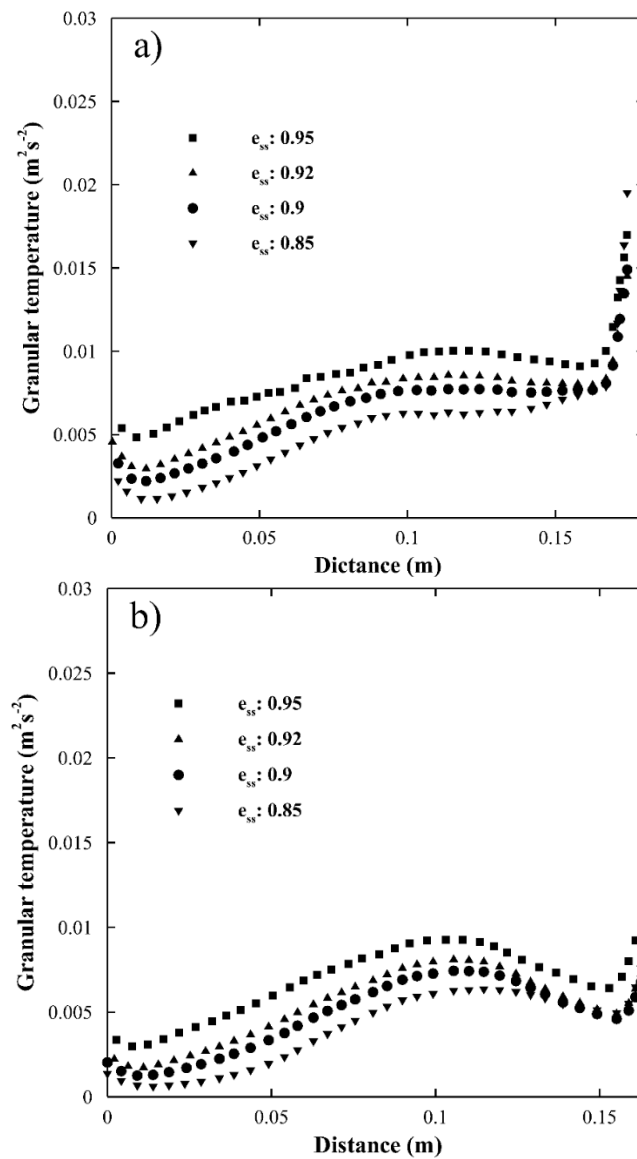 0.03
a)
0.025
e_ss: 0.95
e_ss: 0.92
0.02
e_ss: 0.9
e_ss: 0.85
0.015
0.01
0.005
0
Granular temperature (m²s⁻²)
0 0.05 0.1 0.15
Dictance (m)
0.03
b)
0.025
e_ss: 0.95
e_ss: 0.92
0.02
e_ss: 0.9
e_ss: 0.85
0.015
0.01
0.005
0
Granular temperature (m²s⁻²)
0 0.05 0.1 0.15
Distance (m)